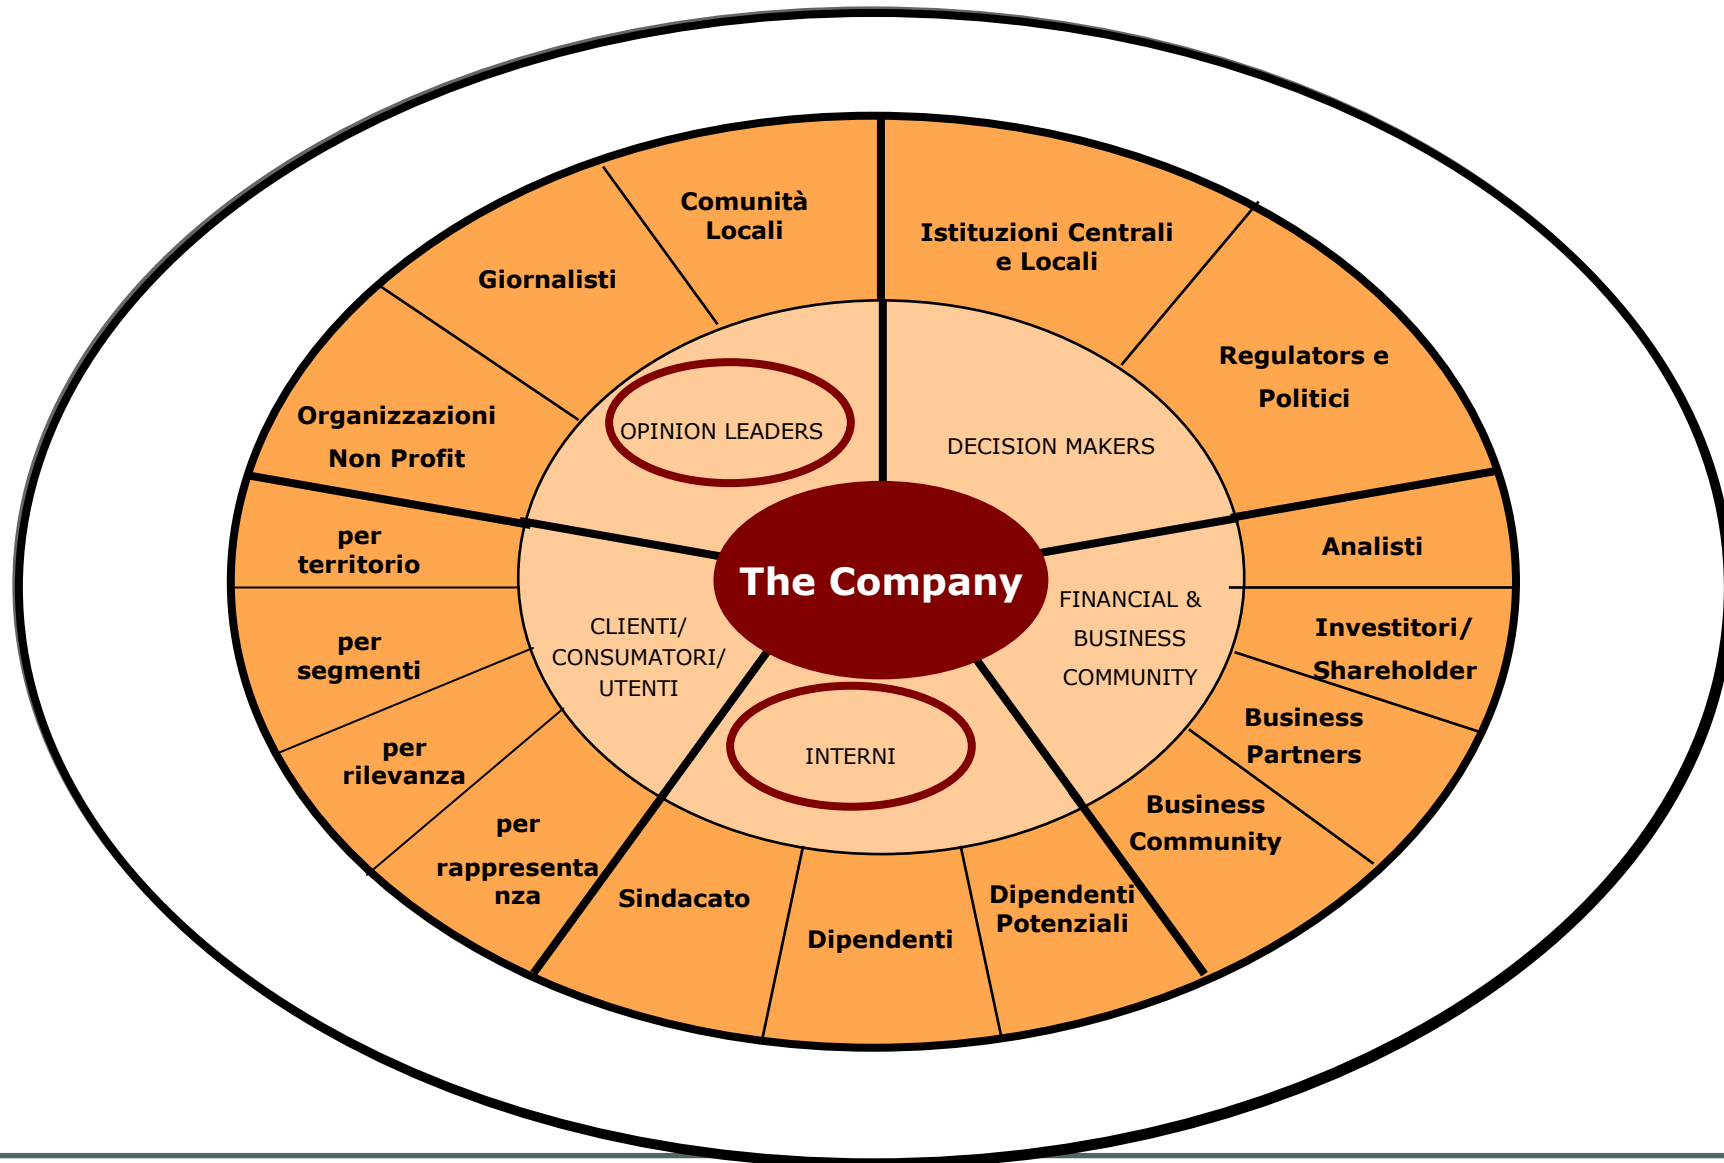 Comunità
Locali
Istituzioni Centrali
e Locali
Giornalisti
Regulators e
Politici
Organizzazioni
Non Profit
OPINION LEADERS
DECISION MAKERS
per
territorio
Analisti
The Company
FINANCIAL &
BUSINESS
COMMUNITY
CLIENTI/
CONSUMATORI/
UTENTI
Investitori/
Shareholder
per
segmenti
Business
Partners
per
rilevanza
INTERNI
Business
Community
per
rappresenta
nza
Sindacato
Dipendenti
Dipendenti
Potenziali